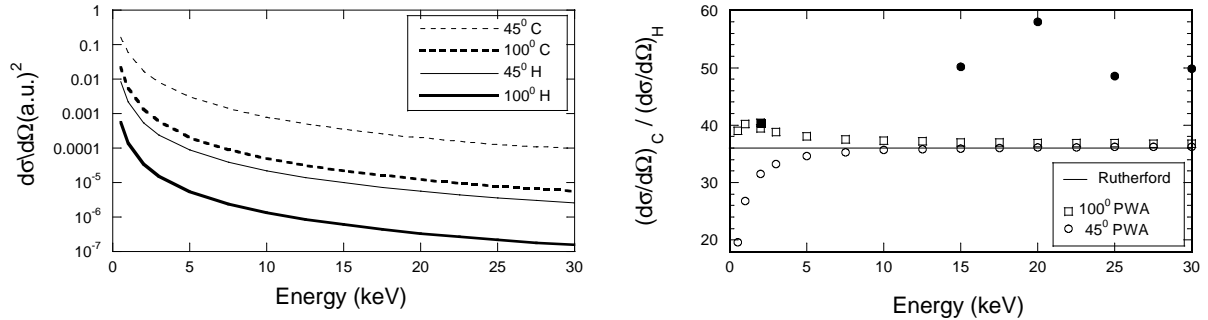 1
0.1
0.01
0.001
0.0001
10⁻⁵
10⁻⁶
10⁻⁷
dσ\dΩ(a.u.)²
45⁰ C
100⁰ C
45⁰ H
100⁰ H
0 5 10 15 20 25 30
Energy (keV)
60
50
40
30
20
(dσ/dΩ)C / (dσ/dΩ)H
Rutherford
100⁰ PWA
45⁰ PWA
0 5 10 15 20 25 30
Energy (keV)